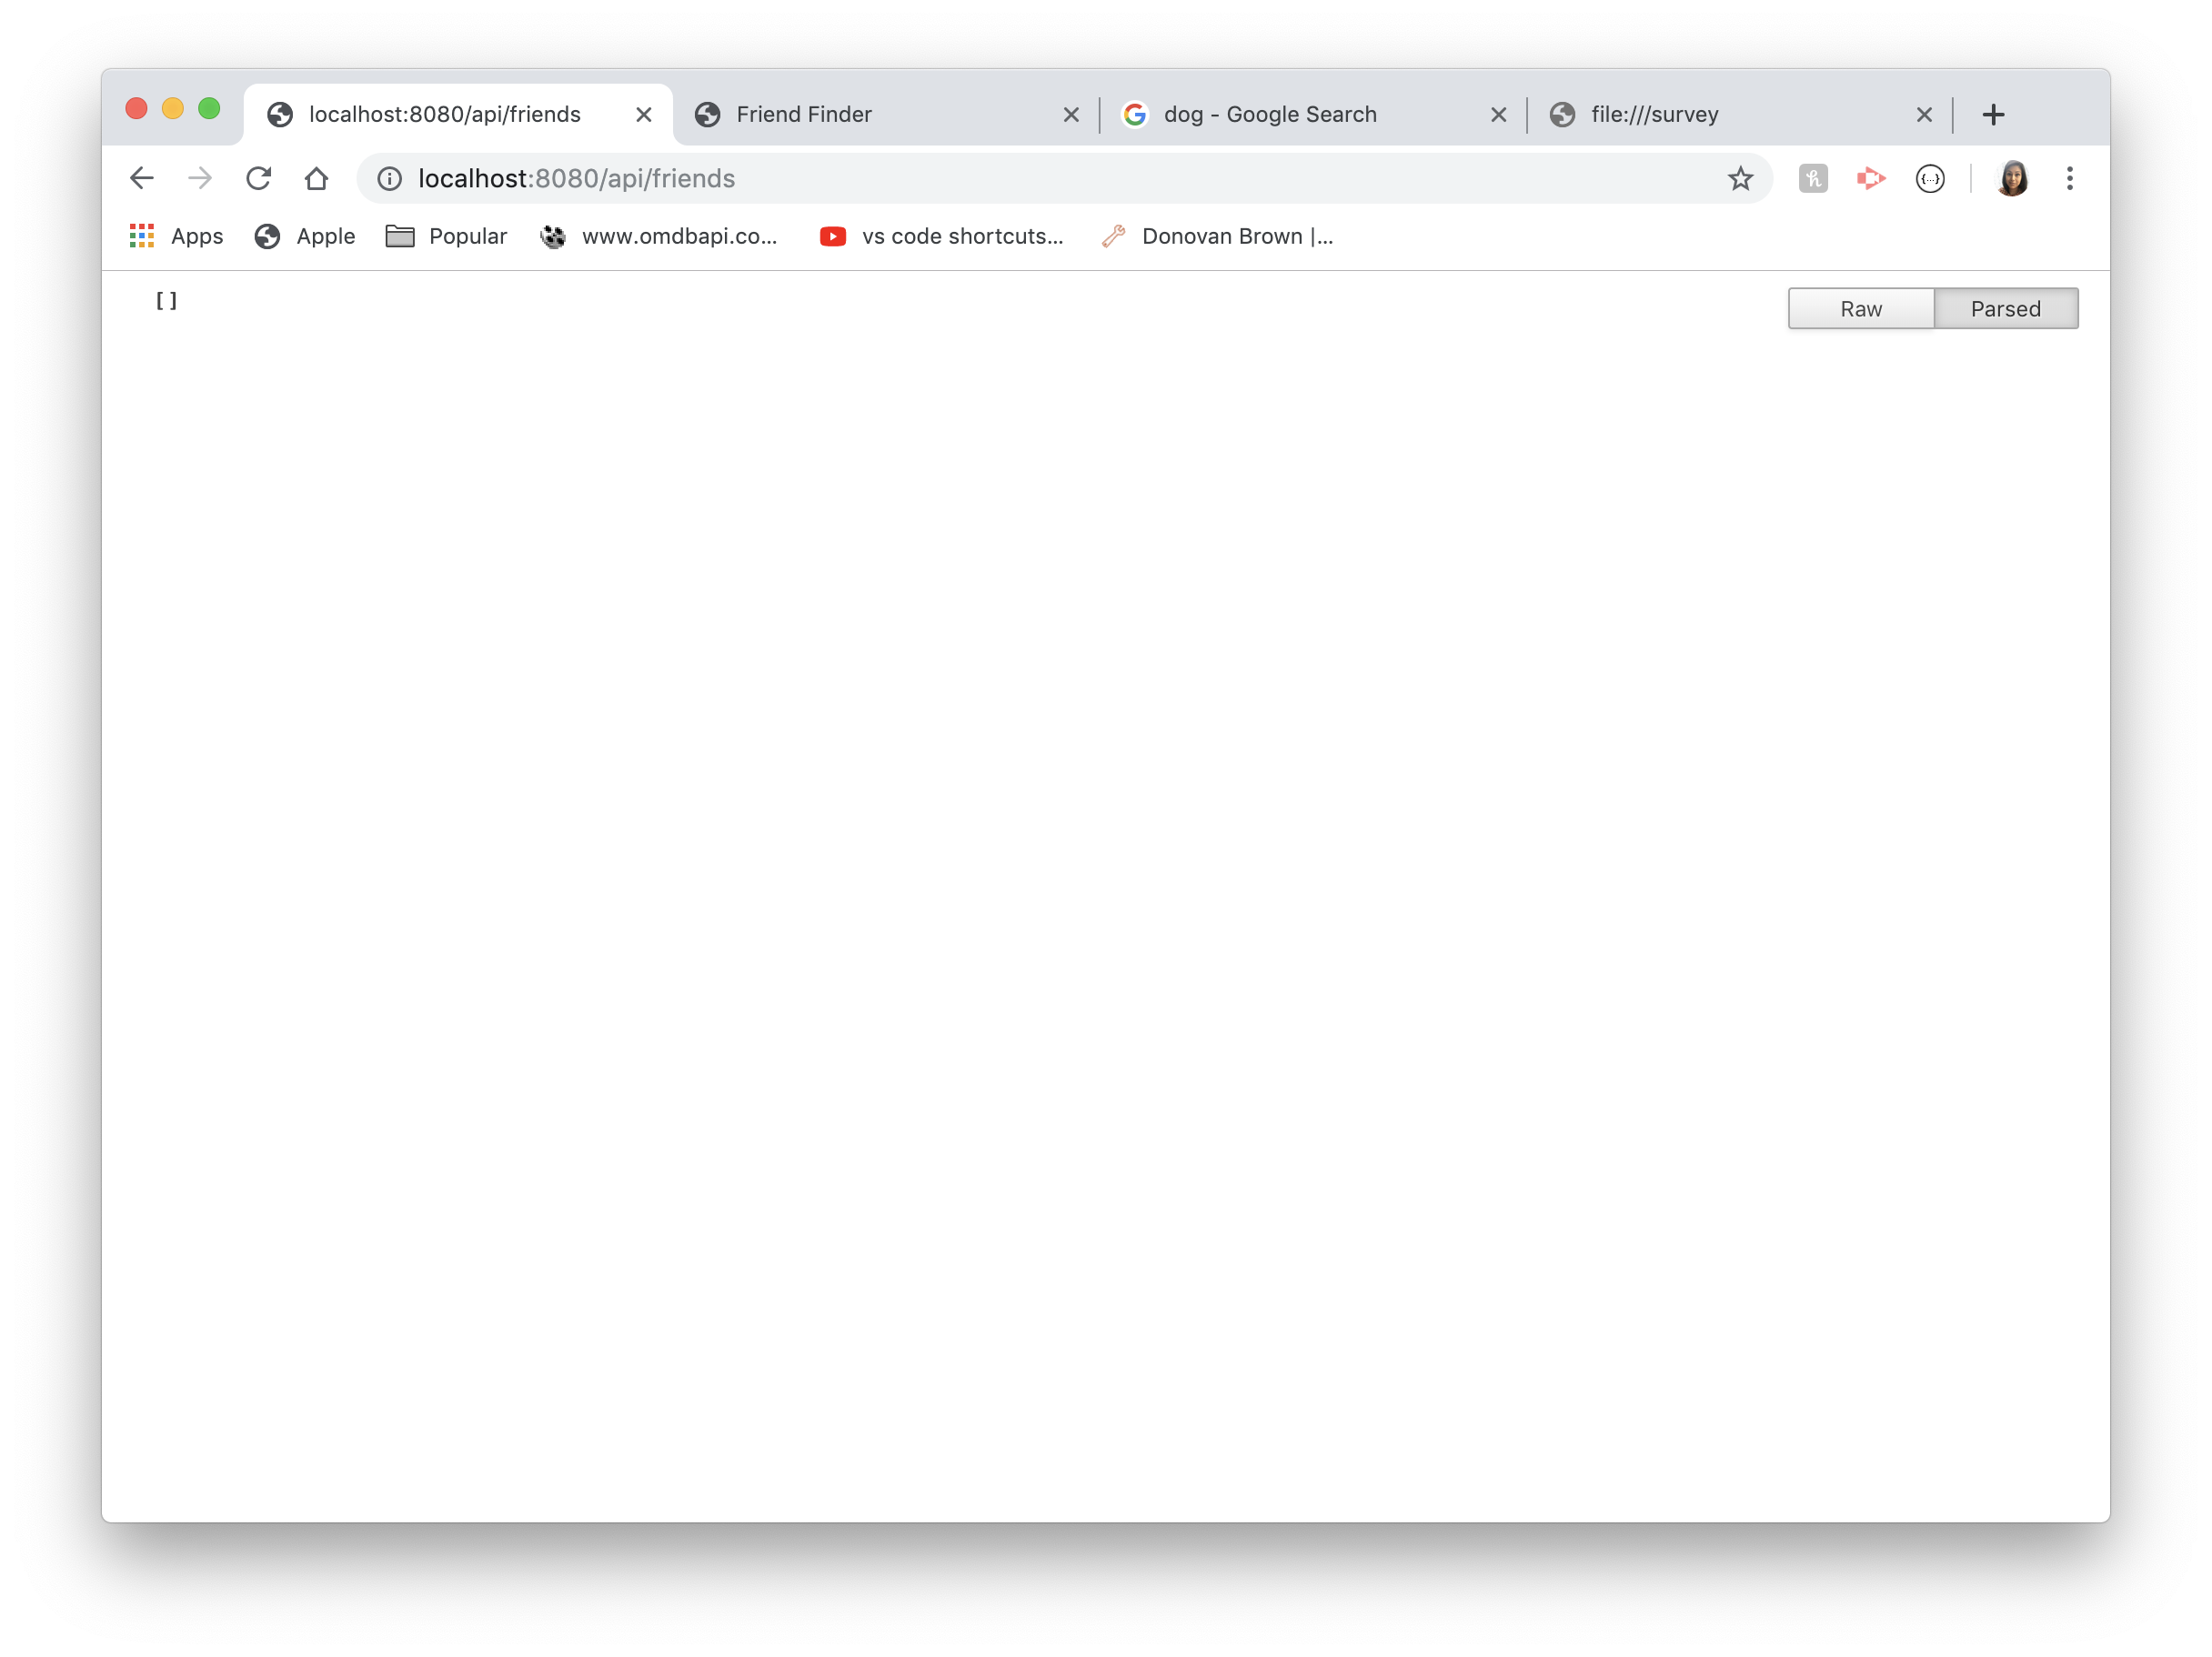 localhost:8080/api/friends
Friend Finder
dog - Google Search
file:///survey
localhost:8080/api/friends
Apps
Apple
Popular
www.omdbapi.co...
vs code shortcuts...
Donovan Brown |...
[]
Raw
Parsed